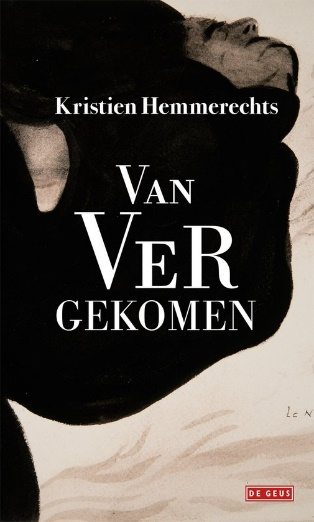 Kristien Hemmerechts
VAN
VER
GEKOMEN
DE GEUS